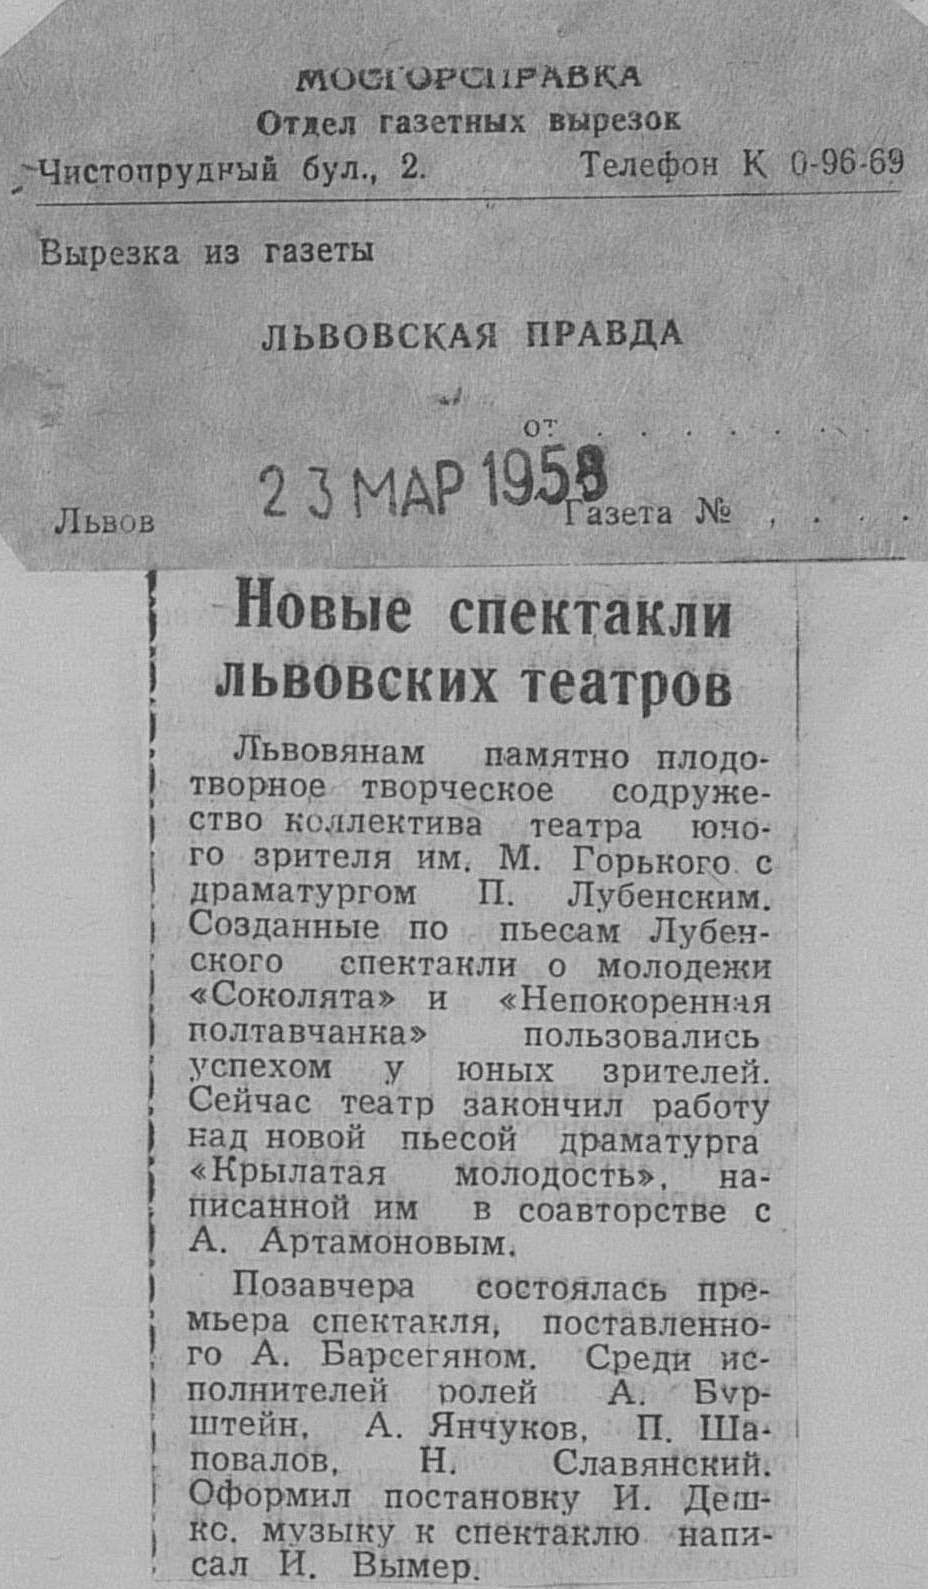 МОСГОРСПРАВКА
Отдел газетных вырезок
Чистопрудный бул., 2. Телефон К 0-96-69
Вырезка из газеты
ЛЬВОВСКАЯ ПРАВДА
от . . . . . . .
23 МАР 1958
Львов Газета № , . . .
Новые спектакли
львовских театров
Львовянам памятно плодо-
творное творческое содруже-
ство коллектива театра юно-
го зрителя им. М. Горького с
драматургом П. Лубенским.
Созданные по пьесам Лубен-
ского спектакли о молодежи
«Соколята» и «Непокоренная
полтавчанка» пользовались
успехом у юных зрителей.
Сейчас театр закончил работу
над новой пьесой драматурга
«Крылатая молодость», на-
писанной им в соавторстве с
А. Артамоновым.
Позавчера состоялась пре-
мьера спектакля, поставленно-
го А. Барсегяном. Среди ис-
полнителей ролей А. Бур-
штейн, А. Янчуков, П. Ша-
повалов, Н. Славянский.
Оформил постановку И. Деш-
ко, музыку к спектаклю напи-
сал И. Вымер.